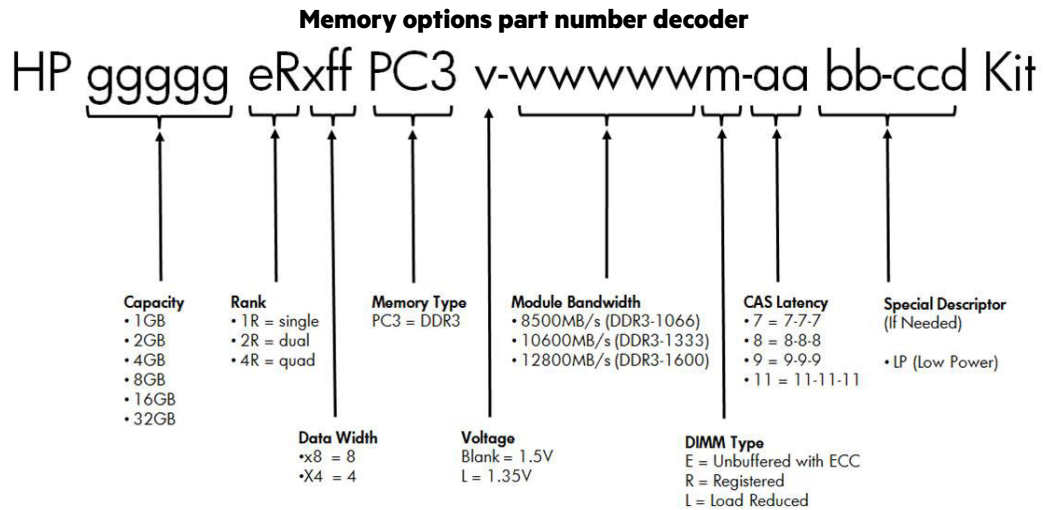 Memory options part number decoder
HP ggggg eRxff PC3 v-wwwwwm-aa bb-ccd Kit
Capacity
• 1GB
• 2GB
• 4GB
• 8GB
• 16GB
• 32GB
Rank
• 1R = single
• 2R = dual
• 4R = quad
Memory Type
PC3 = DDR3
Module Bandwidth
• 8500MB/s (DDR3-1066)
• 10600MB/s (DDR3-1333)
• 12800MB/s (DDR3-1600)
CAS Latency
• 7 = 7-7-7
• 8 = 8-8-8
• 9 = 9-9-9
• 11 = 11-11-11
Special Descriptor
(If Needed)
• LP (Low Power)
Data Width
•x8 = 8
•X4 = 4
Voltage
Blank = 1.5V
L = 1.35V
DIMM Type
E = Unbuffered with ECC
R = Registered
L = Load Reduced